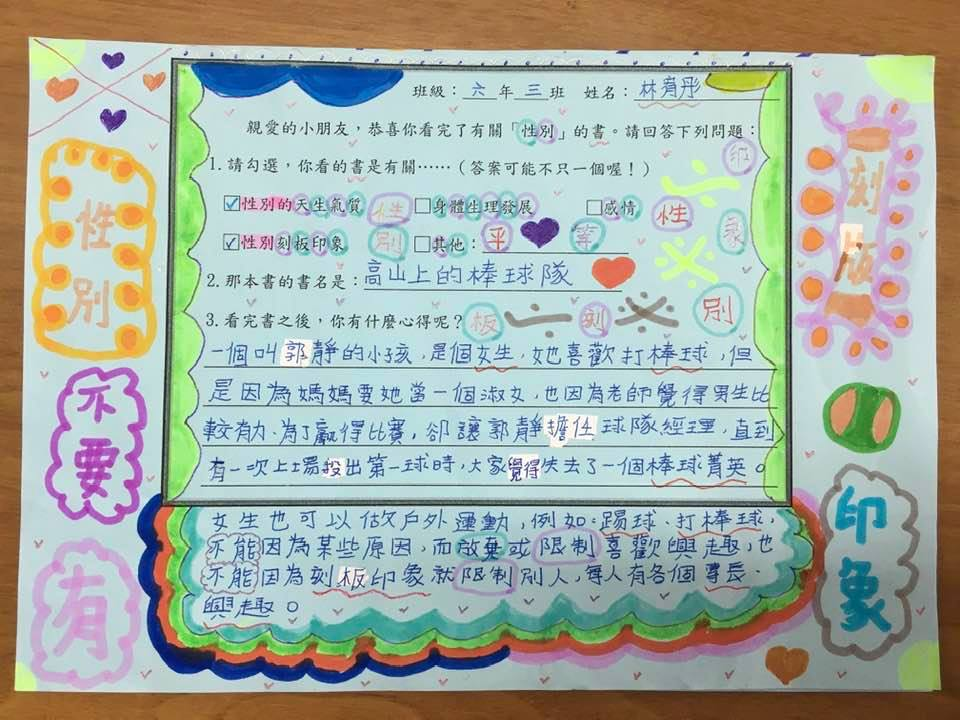 班級：六年三班 姓名：林宥彤
親愛的小朋友，恭喜你看完了有關「性別」的書。請回答下列問題：
1.請勾選，你看的書是有關……（答案可能不只一個喔！）
☑性別的天生氣質 □身體生理發展 □感情
☑性別刻板印象 □其他：平等
2.那本書的書名是：高山上的棒球隊
3.看完書之後，你有什麼心得呢？
一個叫郭靜的小孩，是個女生，她喜歡打棒球，但
是因為媽媽要她當一個淑女，也因為老師覺得男生比
較有力、為了贏得比賽，卻讓郭靜擔任球隊經理，直到
有一次上場投出第一球時，大家覺得失去了一個棒球菁英。
女生也可以做戶外運動，例如：踢球、打棒球，
不能因為某些原因，而放棄或限制喜歡興趣，也
不能因為刻板印象就限制別人，每人有各個專長、
興趣。
性別
不要
有
刻版
印象
性
別
性
印
象
別
板
刻